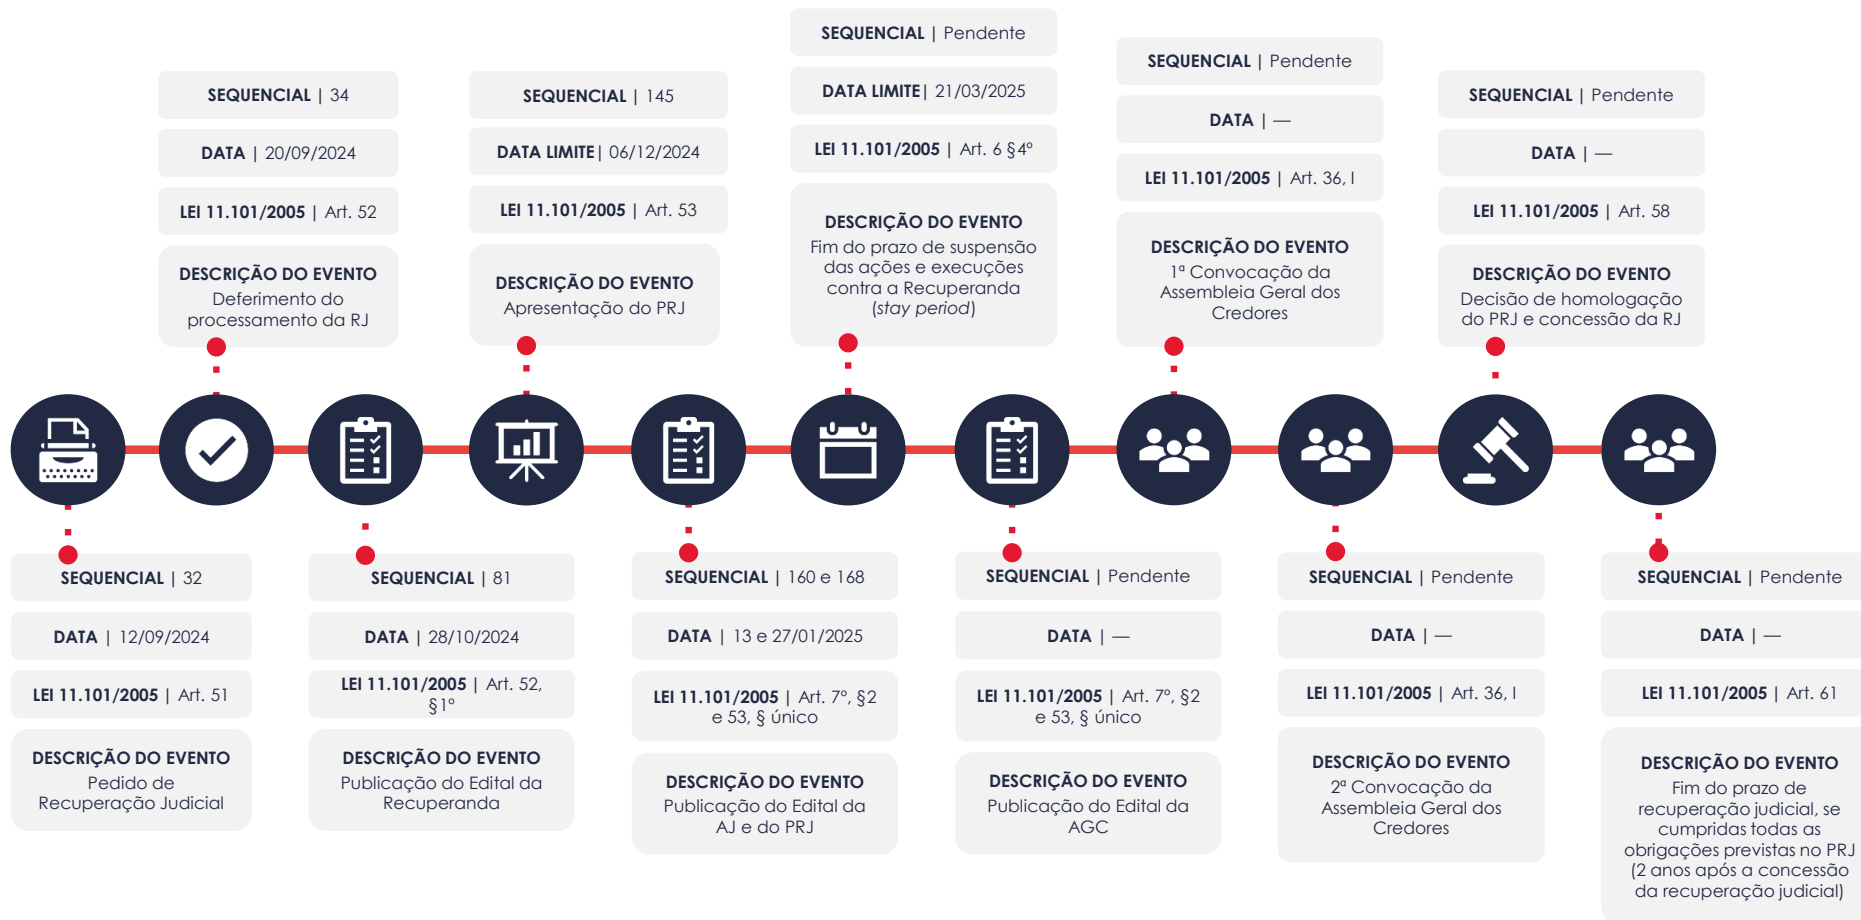 SEQUENCIAL | 32
DATA | 12/09/2024
LEI 11.101/2005 | Art. 51
DESCRIÇÃO DO EVENTO
Pedido de
Recuperação Judicial
SEQUENCIAL | 34
DATA | 20/09/2024
LEI 11.101/2005 | Art. 52
DESCRIÇÃO DO EVENTO
Deferimento do
processamento da RJ
SEQUENCIAL | 81
DATA | 28/10/2024
LEI 11.101/2005 | Art. 52,
§1º
DESCRIÇÃO DO EVENTO
Publicação do Edital da
Recuperanda
SEQUENCIAL | 145
DATA LIMITE| 06/12/2024
LEI 11.101/2005 | Art. 53
DESCRIÇÃO DO EVENTO
Apresentação do PRJ
SEQUENCIAL | 160 e 168
DATA | 13 e 27/01/2025
LEI 11.101/2005 | Art. 7º, §2
e 53, § único
DESCRIÇÃO DO EVENTO
Publicação do Edital da
AJ e do PRJ
SEQUENCIAL | Pendente
DATA LIMITE| 21/03/2025
LEI 11.101/2005 | Art. 6 §4º
DESCRIÇÃO DO EVENTO
Fim do prazo de suspensão
das ações e execuções
contra a Recuperanda
(stay period)
SEQUENCIAL | Pendente
DATA | —
LEI 11.101/2005 | Art. 7º, §2
e 53, § único
DESCRIÇÃO DO EVENTO
Publicação do Edital da
AGC
SEQUENCIAL | Pendente
DATA | —
LEI 11.101/2005 | Art. 36, I
DESCRIÇÃO DO EVENTO
1ª Convocação da
Assembleia Geral dos
Credores
SEQUENCIAL | Pendente
DATA | —
LEI 11.101/2005 | Art. 36, I
DESCRIÇÃO DO EVENTO
2ª Convocação da
Assembleia Geral dos
Credores
SEQUENCIAL | Pendente
DATA | —
LEI 11.101/2005 | Art. 58
DESCRIÇÃO DO EVENTO
Decisão de homologação
do PRJ e concessão da RJ
SEQUENCIAL | Pendente
DATA | —
LEI 11.101/2005 | Art. 61
DESCRIÇÃO DO EVENTO
Fim do prazo de
recuperação judicial, se
cumpridas todas as
obrigações previstas no PRJ
(2 anos após a concessão
da recuperação judicial)